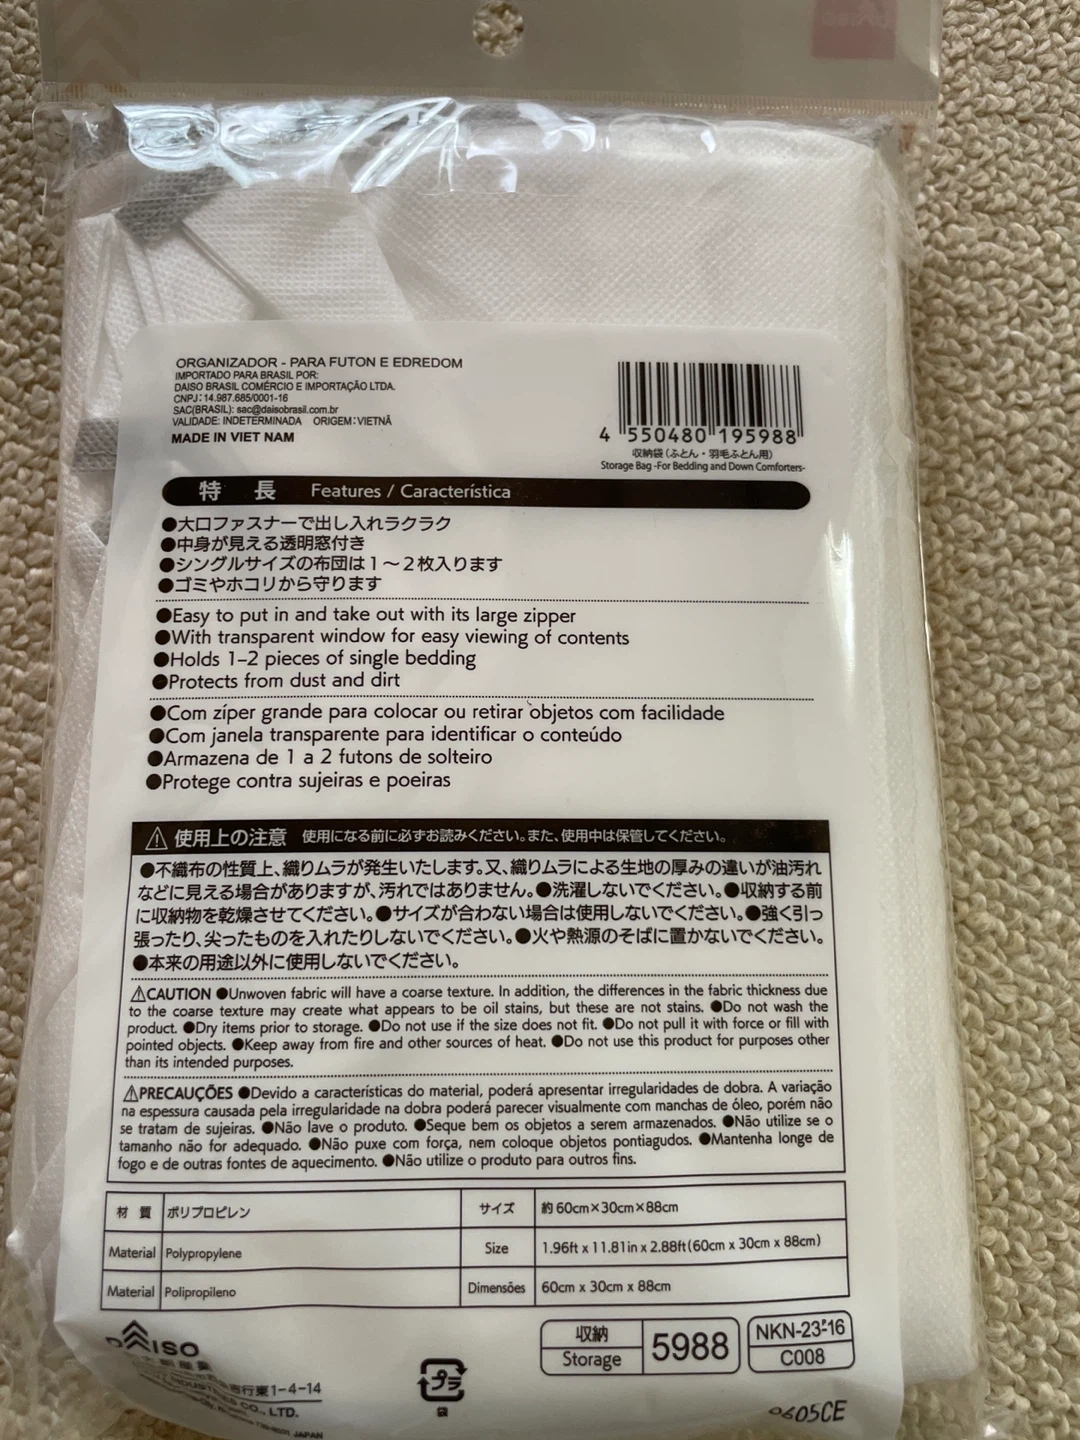 ORGANIZADOR - PARA FUTON E EDREDOM
IMPORTADO PARA BRASIL POR:
DAISO BRASIL COMÉRCIO E IMPORTAÇÃO LTDA.
CNPJ: 14.987.685/0001-16
SAC(BRASIL): sac@daisobrasil.com.br
VALIDADE: INDETERMINADA ORIGEM:VIETNÃ
MADE IN VIET NAM
4 550480 195988
収納袋(ふとん・羽毛ふとん用)
Storage Bag -For Bedding and Down Comforters-
特 長 Features / Característica
●大口ファスナーで出し入れラクラク
●中身が見える透明窓付き
●シングルサイズの布団は1〜2枚入ります
●ゴミやホコリから守ります
●Easy to put in and take out with its large zipper
●With transparent window for easy viewing of contents
●Holds 1–2 pieces of single bedding
●Protects from dust and dirt
●Com zíper grande para colocar ou retirar objetos com facilidade
●Com janela transparente para identificar o conteúdo
●Armazena de 1 a 2 futons de solteiro
●Protege contra sujeiras e poeiras
⚠使用上の注意 使用になる前に必ずお読みください。また、使用中は保管してください。
●不織布の性質上、織りムラが発生いたします。又、織りムラによる生地の厚みの違いが油汚れ
などに見える場合がありますが、汚れではありません。●洗濯しないでください。●収納する前
に収納物を乾燥させてください。●サイズが合わない場合は使用しないでください。●強く引っ
張ったり、尖ったものを入れたりしないでください。●火や熱源のそばに置かないでください。
●本来の用途以外に使用しないでください。
⚠CAUTION ●Unwoven fabric will have a coarse texture. In addition, the differences in the fabric thickness due
to the coarse texture may create what appears to be oil stains, but these are not stains. ●Do not wash the
product. ●Dry items prior to storage. ●Do not use if the size does not fit. ●Do not pull it with force or fill with
pointed objects. ●Keep away from fire and other sources of heat. ●Do not use this product for purposes other
than its intended purposes.
⚠PRECAUÇÕES ●Devido a características do material, poderá apresentar irregularidades de dobra. A variação
na espessura causada pela irregularidade na dobra poderá parecer visualmente com manchas de óleo, porém não
se tratam de sujeiras. ●Não lave o produto. ●Seque bem os objetos a serem armazenados. ●Não utilize se o
tamanho não for adequado. ●Não puxe com força, nem coloque objetos pontiagudos. ●Mantenha longe de
fogo e de outras fontes de aquecimento. ●Não utilize o produto para outros fins.
材 質 ポリプロピレン サイズ 約60cm×30cm×88cm
Material Polypropylene Size 1.96ft x 11.81in x 2.88ft(60cm x 30cm x 88cm)
Material Polipropileno Dimensões 60cm x 30cm x 88cm
DAISO
収納
Storage
5988
NKN-23-16
C008
東1-4-14
CO., LTD.
JAPAN
プラ
袋
0605CE